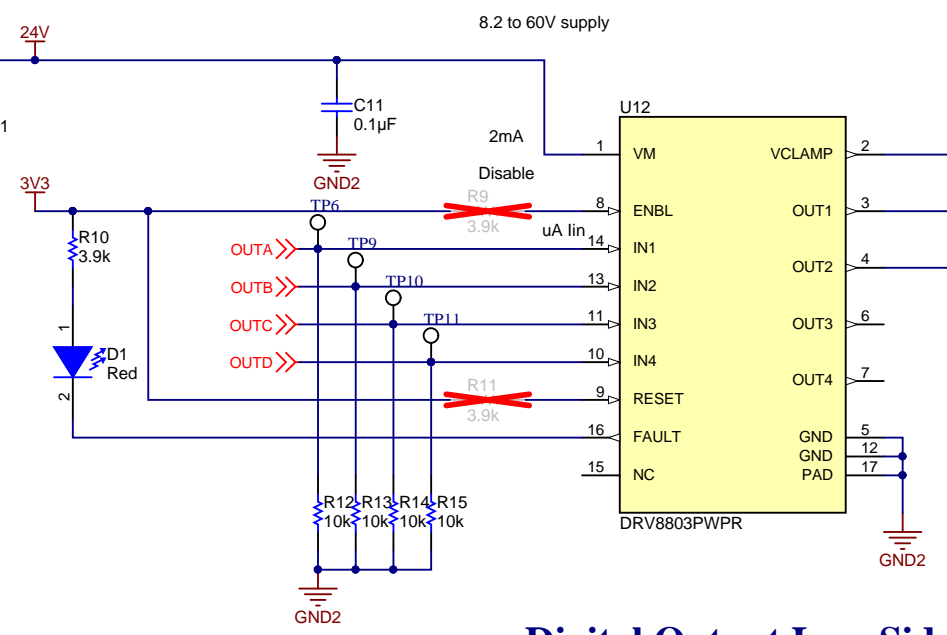 8.2 to 60V supply
24V
U12
C11
0.1µF
1
2mA
1
VM
VCLAMP
2
GND2
Disable
3V3
R9
3.9k
8
ENBL
OUT1
3
TP6
uA Iin
R10
3.9k
OUTA
TP9
14
IN1
OUT2
4
OUTB
TP10
13
IN2
OUTC
TP11
11
IN3
OUT3
6
1
D1
Red
OUTD
10
IN4
OUT4
7
2
R11
3.9k
9
RESET
16
FAULT
GND
5
GND
12
15
NC
PAD
17
R12
10k
R13
10k
R14
10k
R15
10k
DRV8803PWPR
GND2
GND2